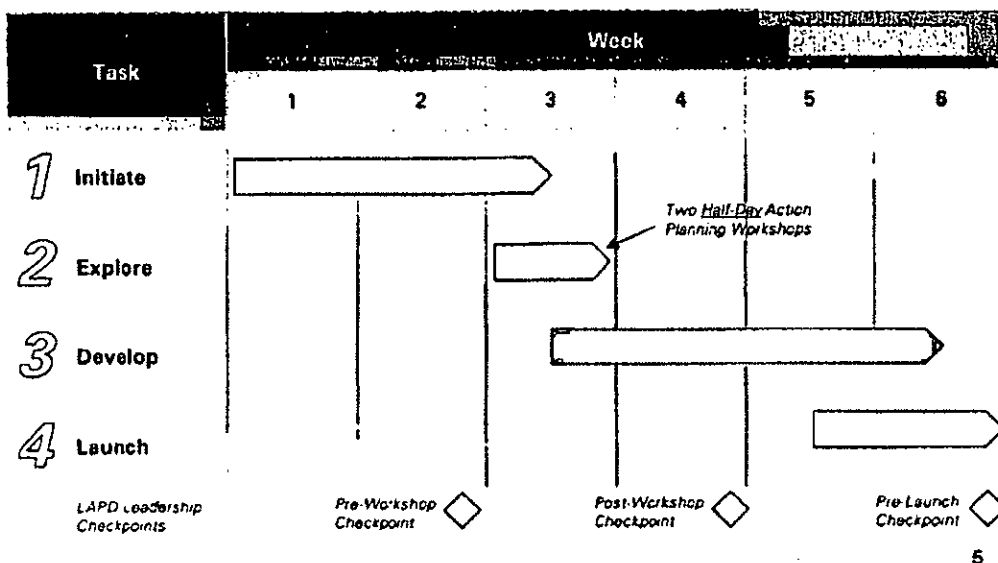 Task
Week
1 2 3 4 5 6
1 Initiate
Two Half-Day Action
Planning Workshops
2 Explore
3 Develop
4 Launch
LAPD Leadership
Checkpoints
Pre-Workshop
Checkpoint
Post-Workshop
Checkpoint
Pre-Launch
Checkpoint
5